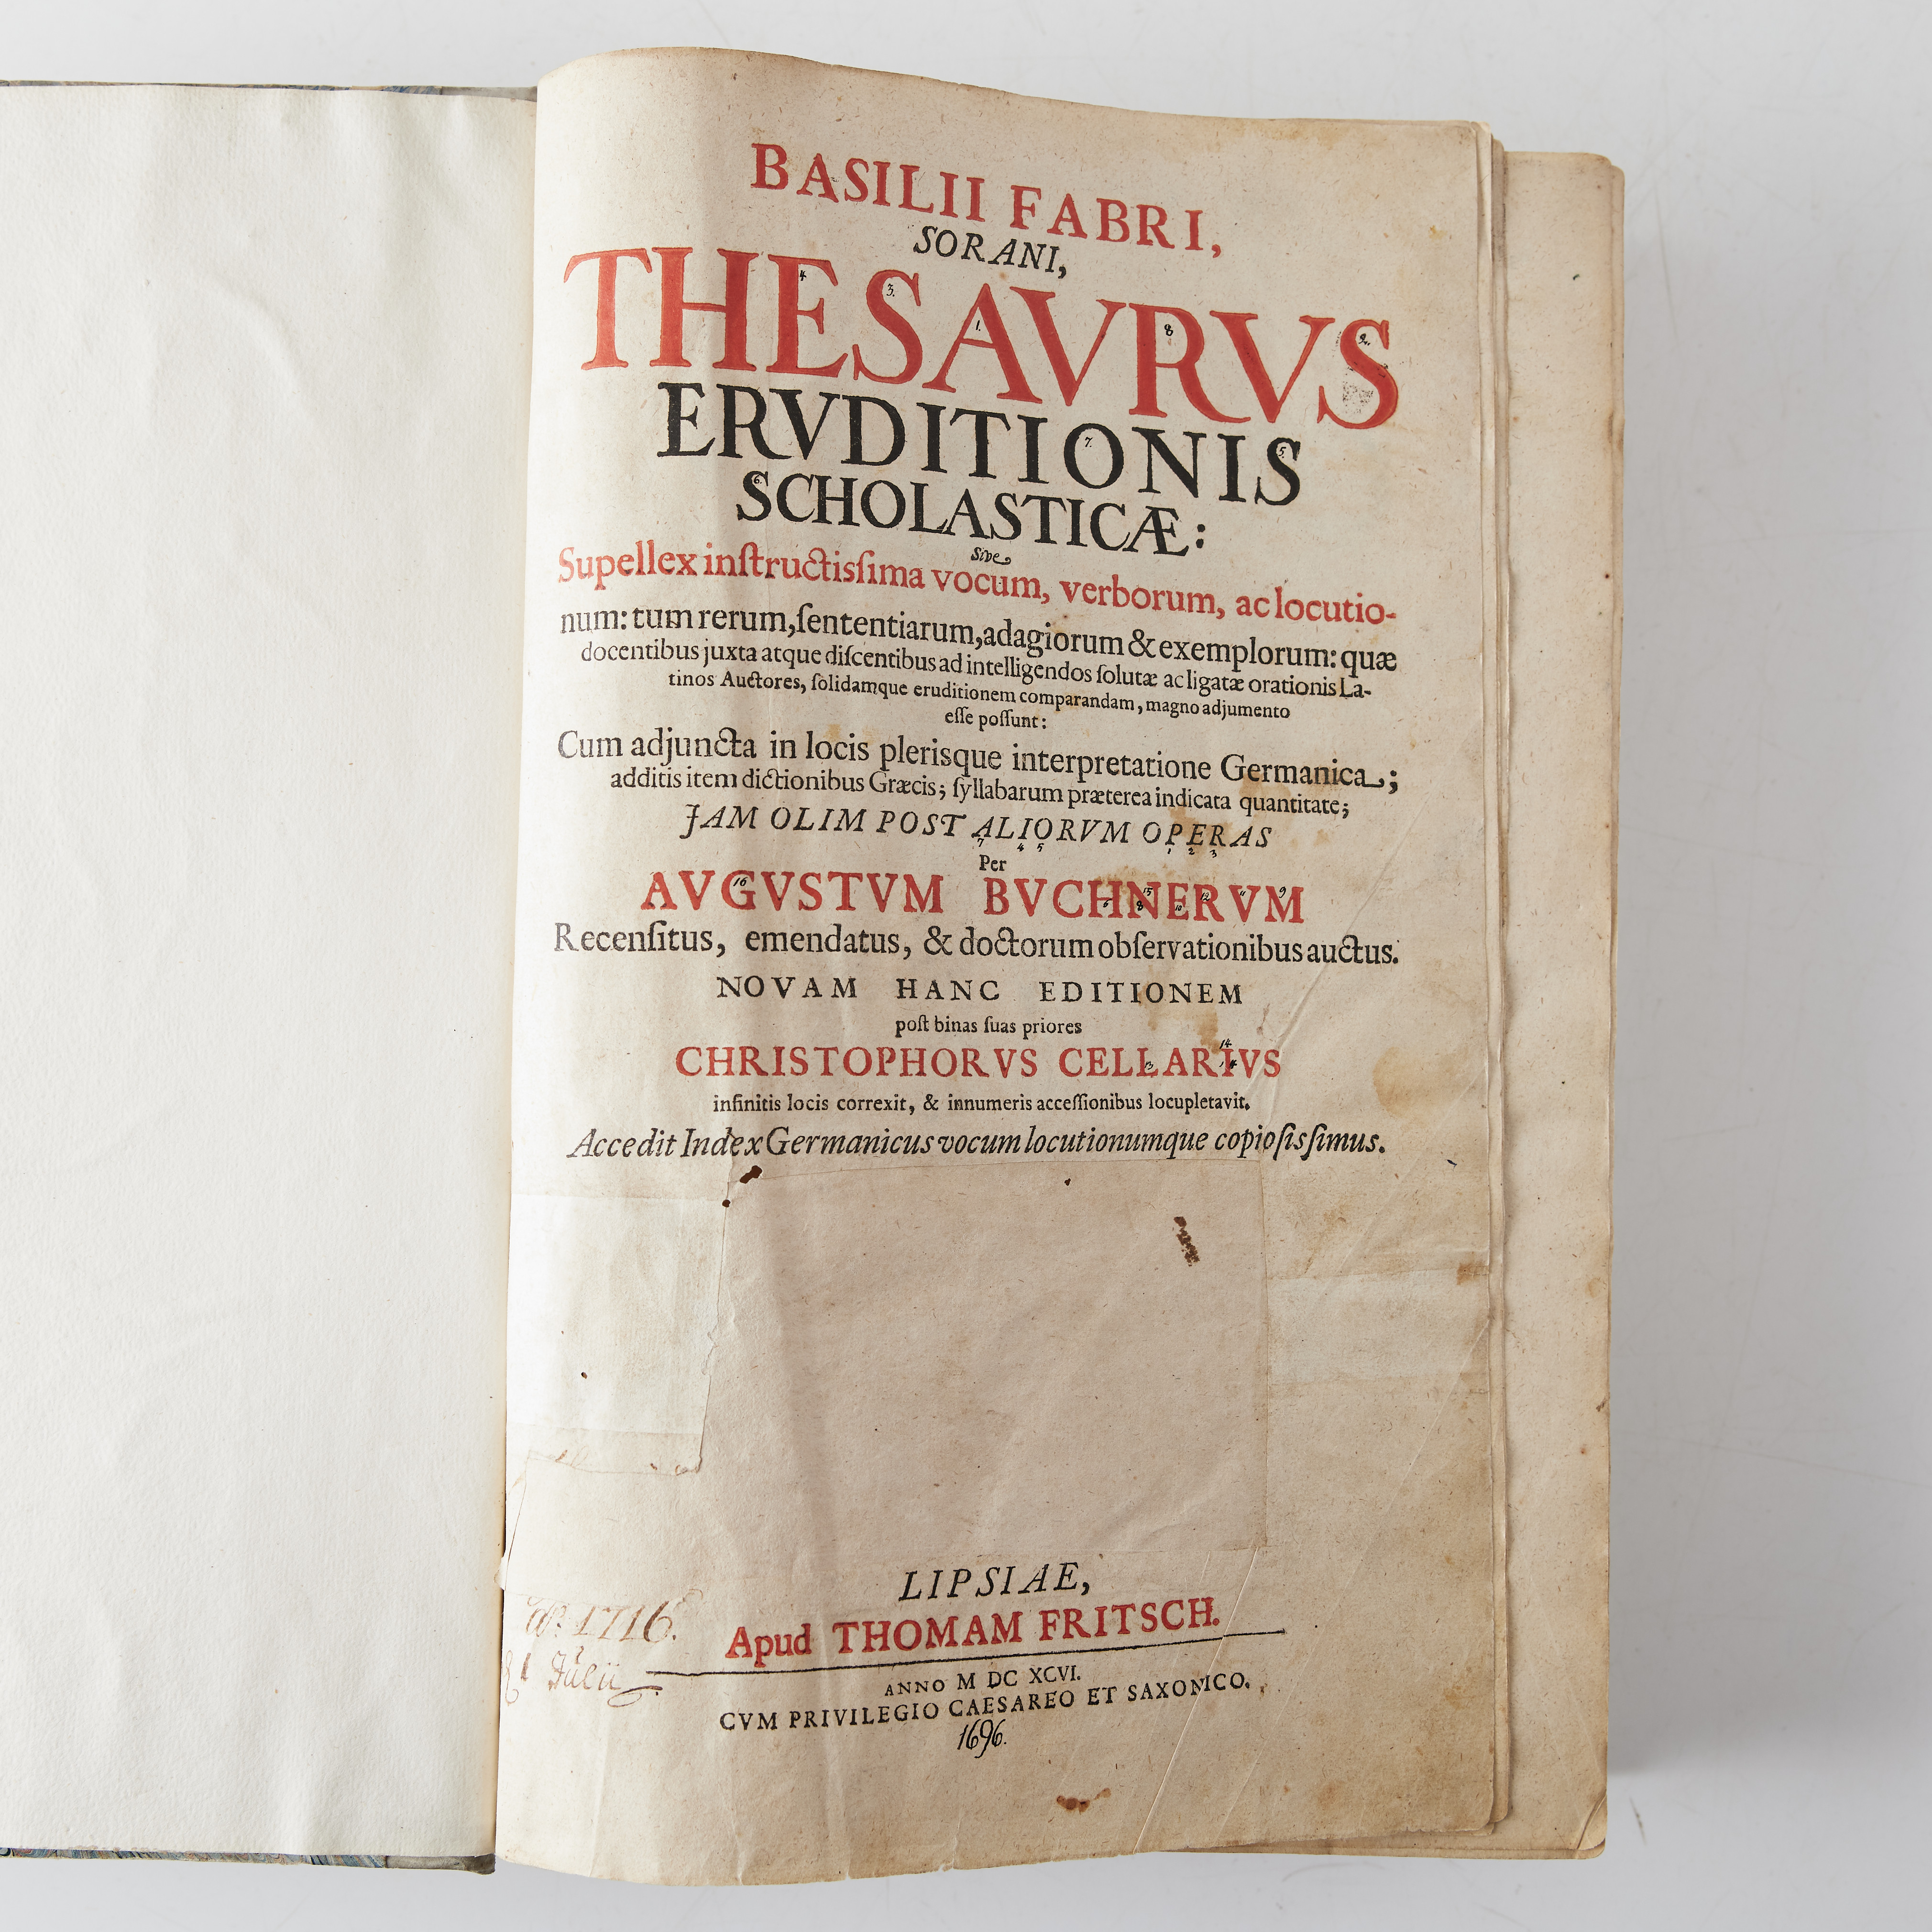 BASILII FABRI,
SORANI,
THESAVRVS
ERVDITIONIS
SCHOLASTICÆ:
Sive
Supellex inſtructisſima vocum, verborum, ac locutio-
num: tum rerum, ſententiarum, adagiorum & exemplorum: quæ
docentibus juxta atque diſcentibus ad intelligendos ſolutæ ac ligatæ orationis La-
tinos Auctores, ſolidamque eruditionem comparandam, magno adjumento
eſſe poſſunt:
Cum adjuncta in locis plerisque interpretatione Germanica;
additis item dictionibus Græcis; ſyllabarum præterea indicata quantitate;
JAM OLIM POST ALIORVM OPERAS
Per
AVGVSTVM BVCHNERVM
Recenſitus, emendatus, & doctorum obſervationibus auctus.
NOVAM HANC EDITIONEM
poſt binas ſuas priores
CHRISTOPHORVS CELLARIVS
infinitis locis correxit, & innumeris acceſſionibus locupletavit.
Accedit Index Germanicus vocum locutionumque copioſisſimus.
LIPSIAE,
Apud THOMAM FRITSCH.
ANNO M DC XCVI.
CVM PRIVILEGIO CAESAREO ET SAXONICO.
1696.
1716.
Julii